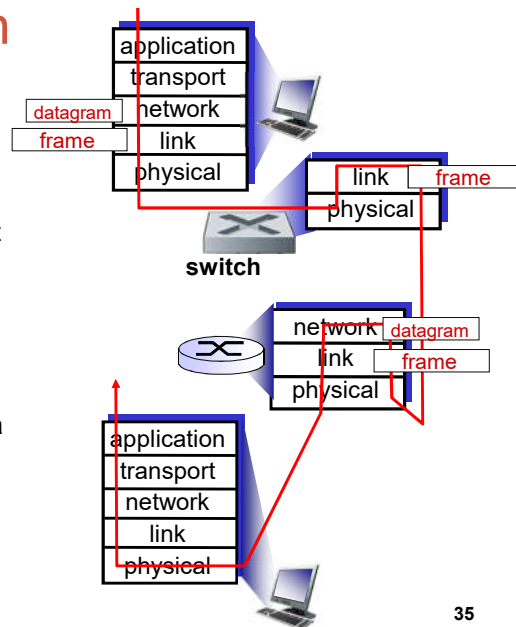 n
application
transport
datagram network
frame link
physical
link frame
physical
t
switch
network datagram
link frame
physical
a
application
transport
network
link
physical
35